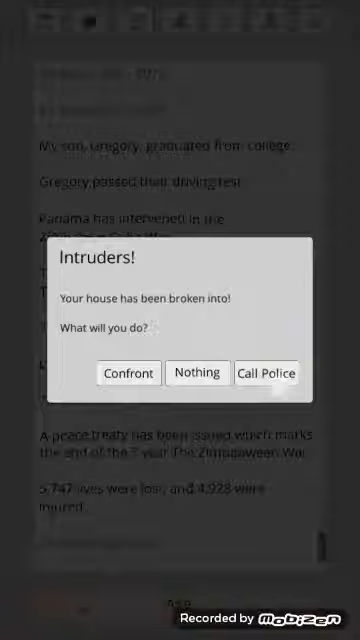 My son, Gregory, graduated from college.
Gregory passed their driving test.
Panama has intervened in the
Intruders!
Your house has been broken into!
What will you do?
Confront
Nothing
Call Police
A peace treaty has been issued which marks
the end of the 7 year The Zimbabween War.
5,747 lives were lost, and 4,928 were
injured.
Age
Recorded by mobizen